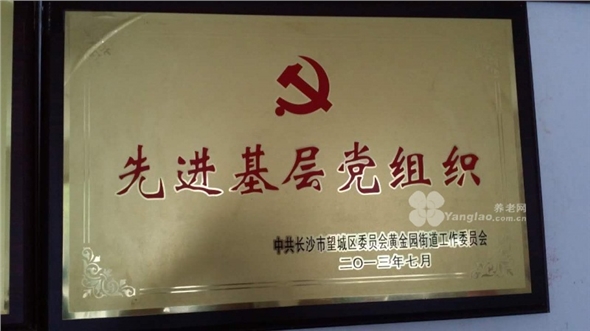 先进基层党组织
养老网
Yanglao.com.cn
中共长沙市望城区委员会黄金园街道工作委员会
二〇一三年七月